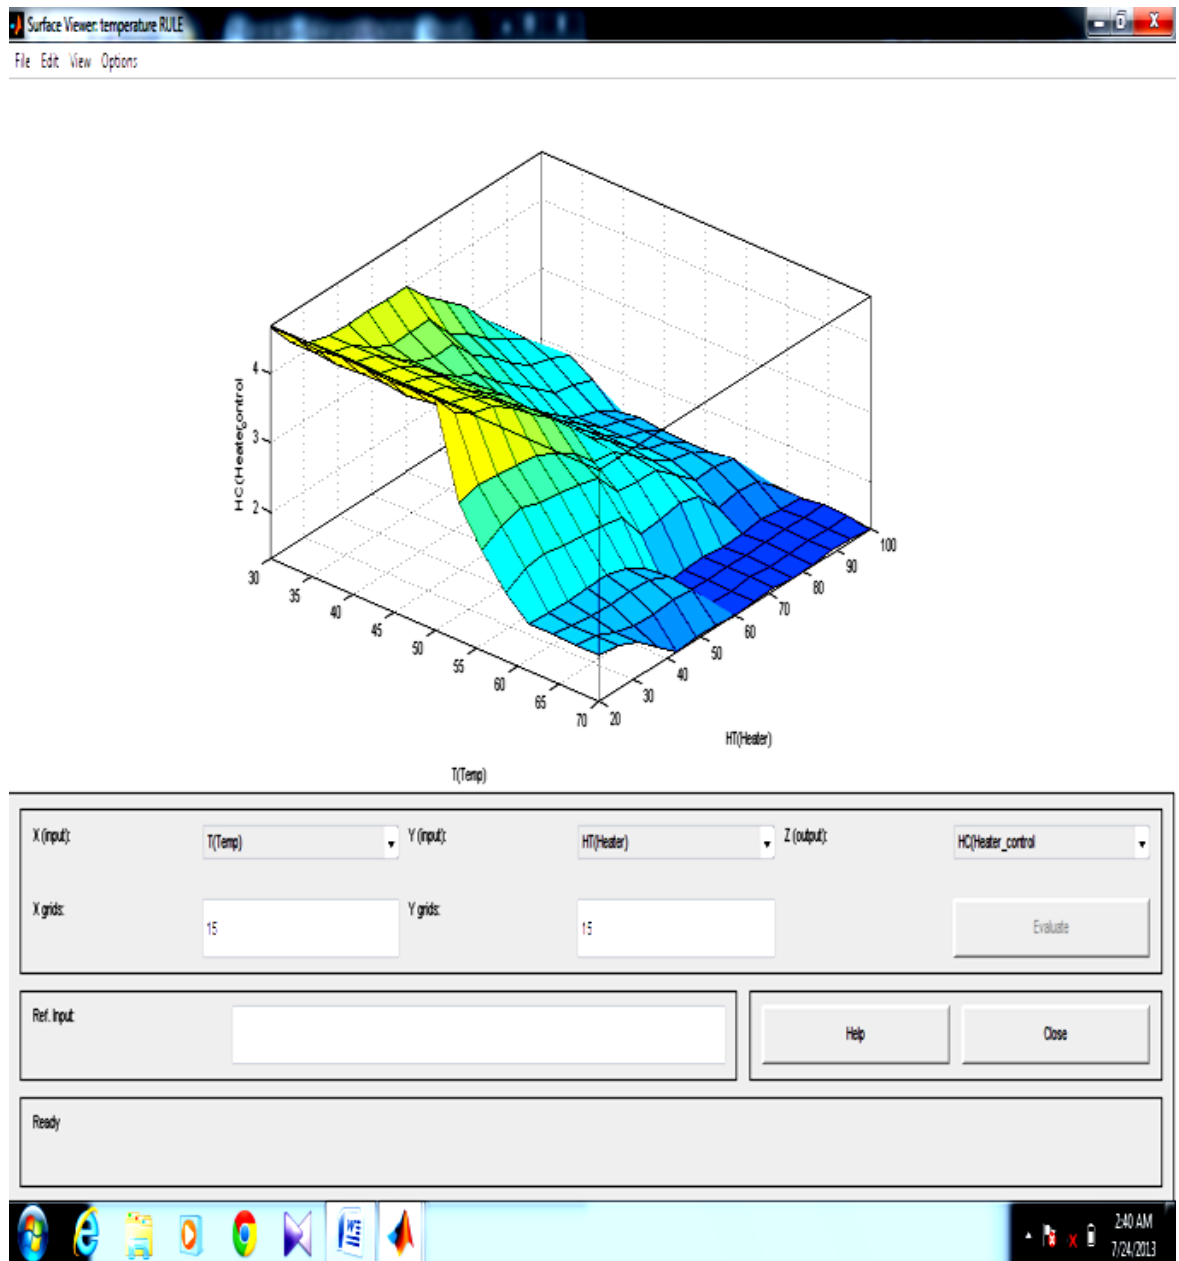 Surface Viewer: temperature RULE
File Edit View Options
4
3
2
HC(Heater_control
30
35
40
45
50
55
60
65
70
20
30
40
50
60
70
80
90
100
HT(Heater)
T(Temp)
X (input): T(Temp) Y (input): HT(Heater) Z (output): HC(Heater_control
X grids: 15 Y grids: 15 Evaluate
Ref. Input: Help Close
Ready
2:40 AM
7/24/2013